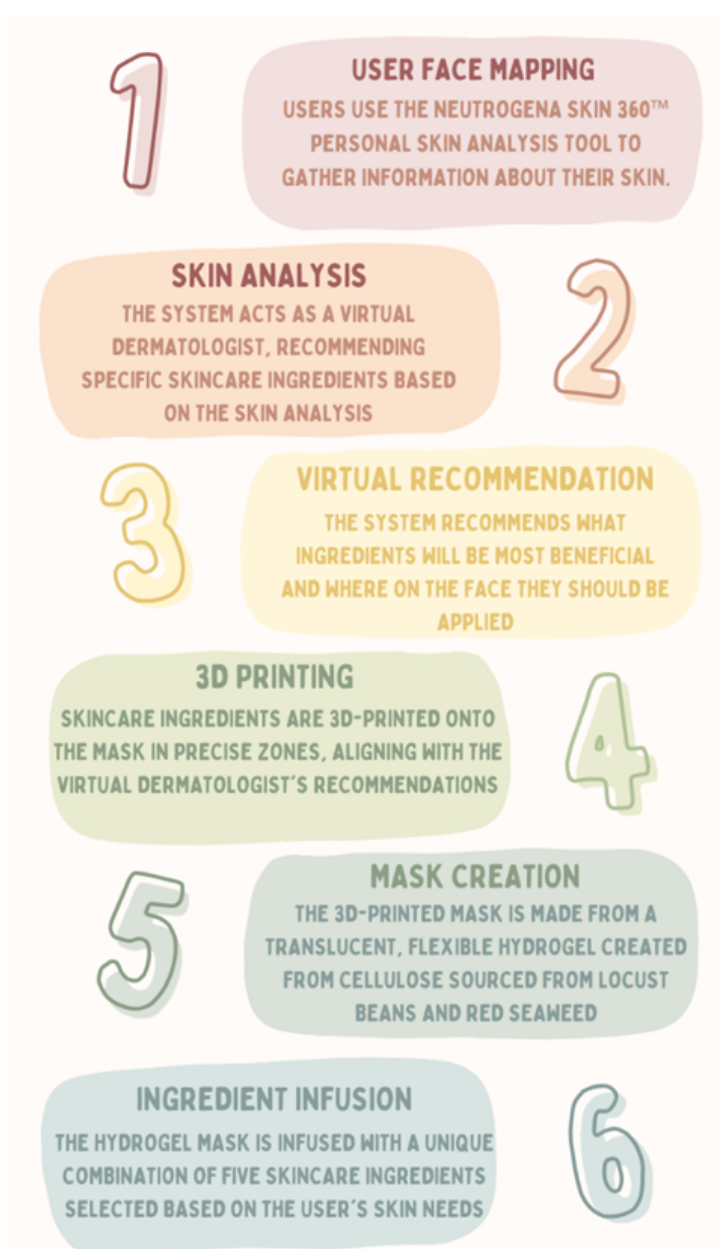 1
USER FACE MAPPING
USERS USE THE NEUTROGENA SKIN 360™
PERSONAL SKIN ANALYSIS TOOL TO
GATHER INFORMATION ABOUT THEIR SKIN.
SKIN ANALYSIS
THE SYSTEM ACTS AS A VIRTUAL
DERMATOLOGIST, RECOMMENDING
SPECIFIC SKINCARE INGREDIENTS BASED
ON THE SKIN ANALYSIS
2
3
VIRTUAL RECOMMENDATION
THE SYSTEM RECOMMENDS WHAT
INGREDIENTS WILL BE MOST BENEFICIAL
AND WHERE ON THE FACE THEY SHOULD BE
APPLIED
3D PRINTING
SKINCARE INGREDIENTS ARE 3D-PRINTED ONTO
THE MASK IN PRECISE ZONES, ALIGNING WITH THE
VIRTUAL DERMATOLOGIST'S RECOMMENDATIONS
4
5
MASK CREATION
THE 3D-PRINTED MASK IS MADE FROM A
TRANSLUCENT, FLEXIBLE HYDROGEL CREATED
FROM CELLULOSE SOURCED FROM LOCUST
BEANS AND RED SEAWEED
INGREDIENT INFUSION
THE HYDROGEL MASK IS INFUSED WITH A UNIQUE
COMBINATION OF FIVE SKINCARE INGREDIENTS
SELECTED BASED ON THE USER'S SKIN NEEDS
6